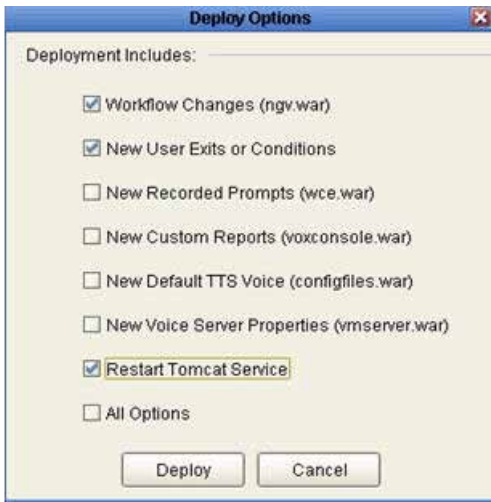 Deploy Options
Deployment Includes:
Workflow Changes (ngv.war)
New User Exits or Conditions
New Recorded Prompts (wce.war)
New Custom Reports (voxconsole.war)
New Default TTS Voice (configfiles.war)
New Voice Server Properties (vmserver.war)
Restart Tomcat Service
All Options
Deploy Cancel